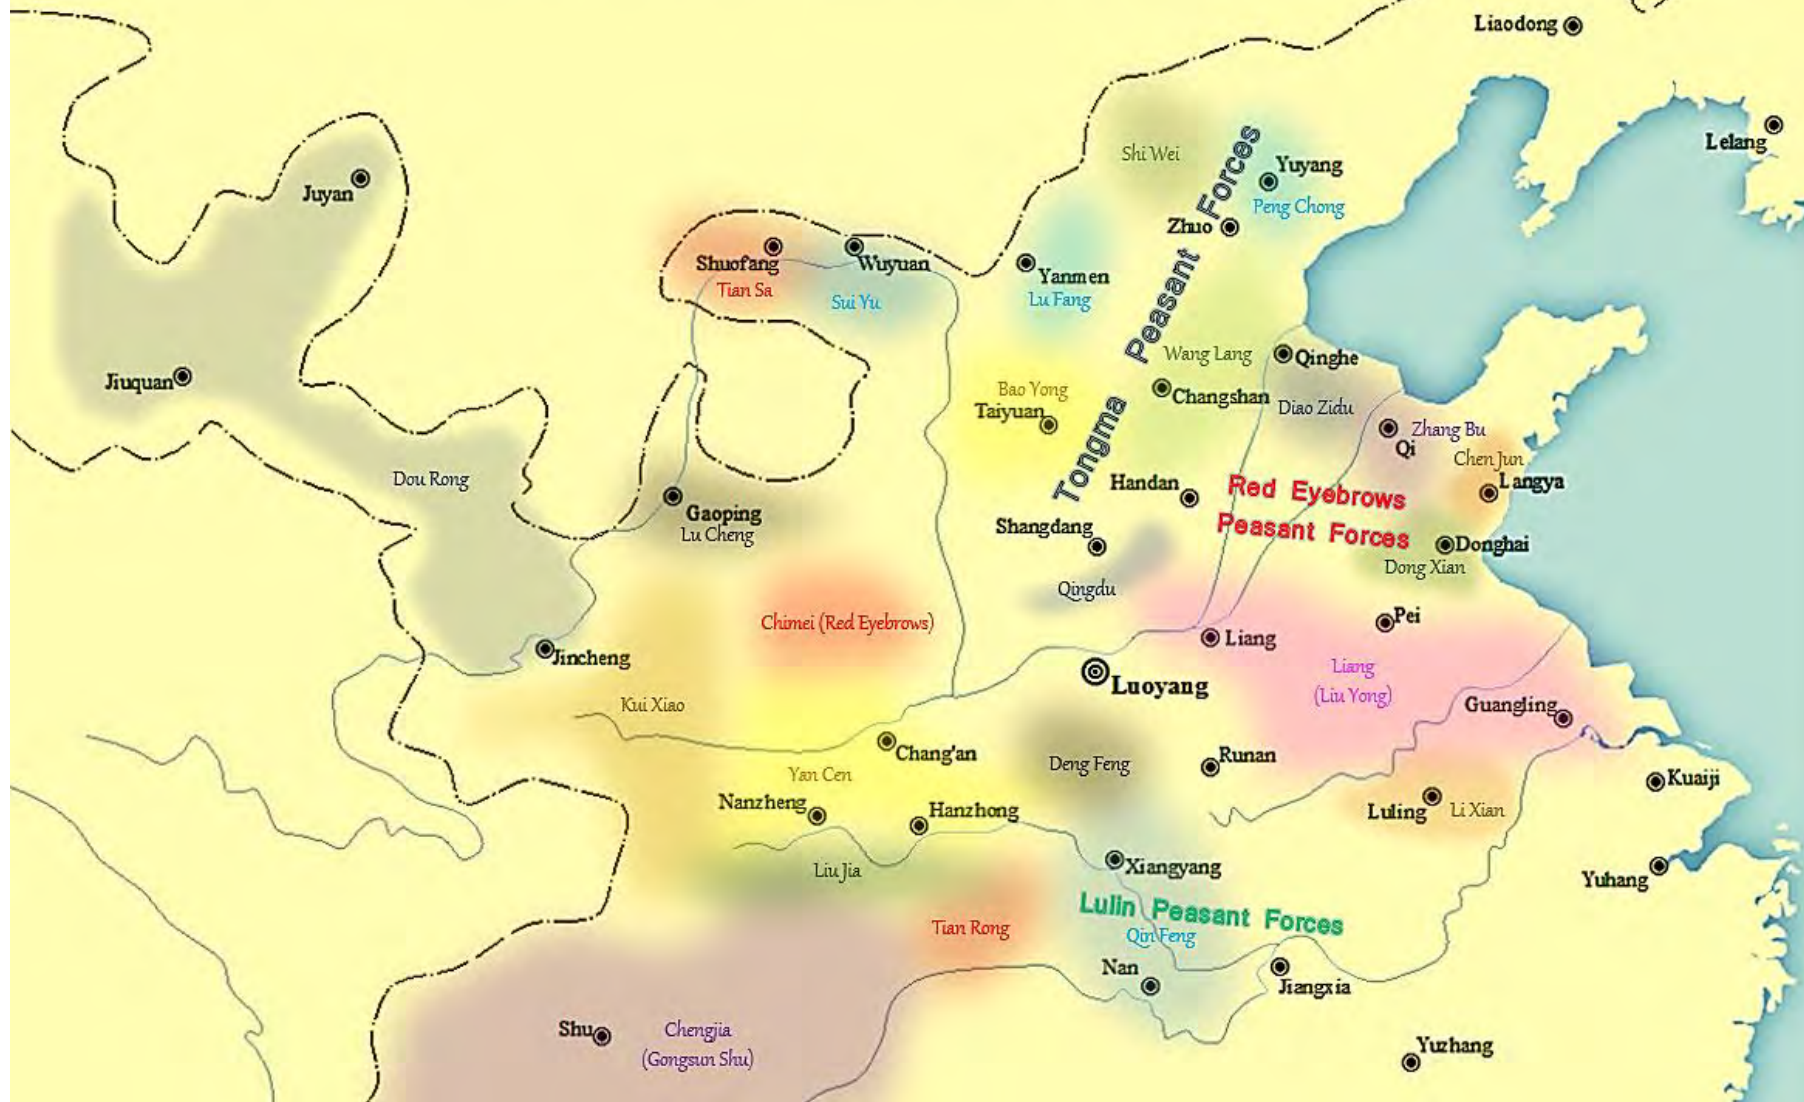 Liaodong
Lelang
Shi Wei
Tongma Peasant Forces
Yuyang
Peng Chong
Zhuo
Juyan
Shuofang
Tian Sa
Wuyuan
Sui Yu
Yanmen
Lu Fang
Jiuquan
Wang Lang
Qinghe
Changshan
Bao Yong
Taiyuan
Diao Zidu
Zhang Bu
Qi
Chen Jun
Langya
Dou Rong
Gaoping
Lu Cheng
Handan
Red Eyebrows
Peasant Forces
Shangdang
Donghai
Dong Xian
Qingdu
Chimei (Red Eyebrows)
Pei
Liang
Jincheng
Luoyang
Liang
(Liu Yong)
Guangling
Kui Xiao
Chang'an
Yan Cen
Deng Feng
Runan
Kuaiji
Nanzheng
Hanzhong
Luling
Li Xian
Liu Jia
Xiangyang
Yuhang
Lulin Peasant Forces
Tian Rong
Qin Feng
Nan
Jiangxia
Shu
Chengjia
(Gongsun Shu)
Yuzhang